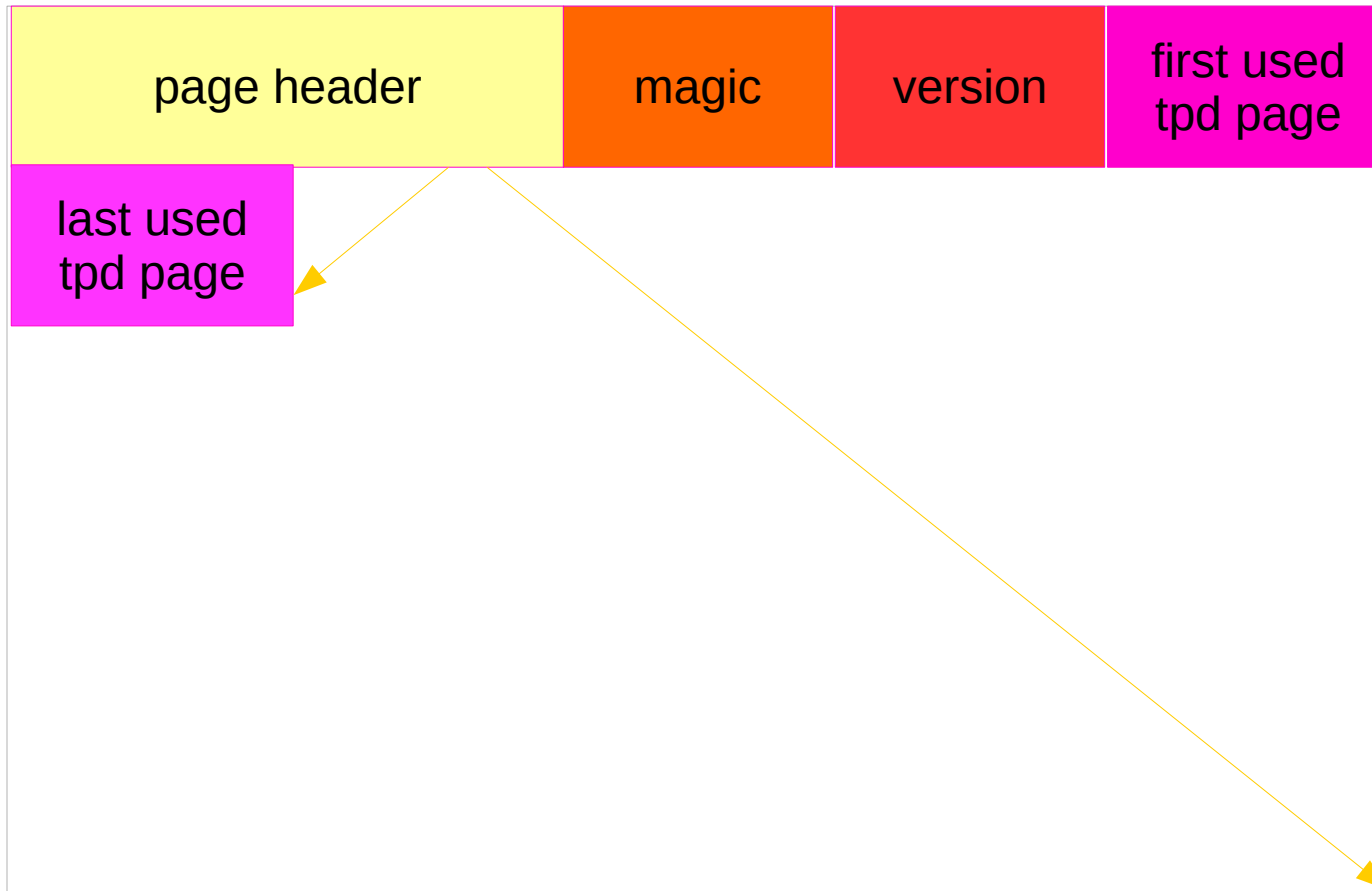 page header
magic
version
first used
tpd page
last used
tpd page